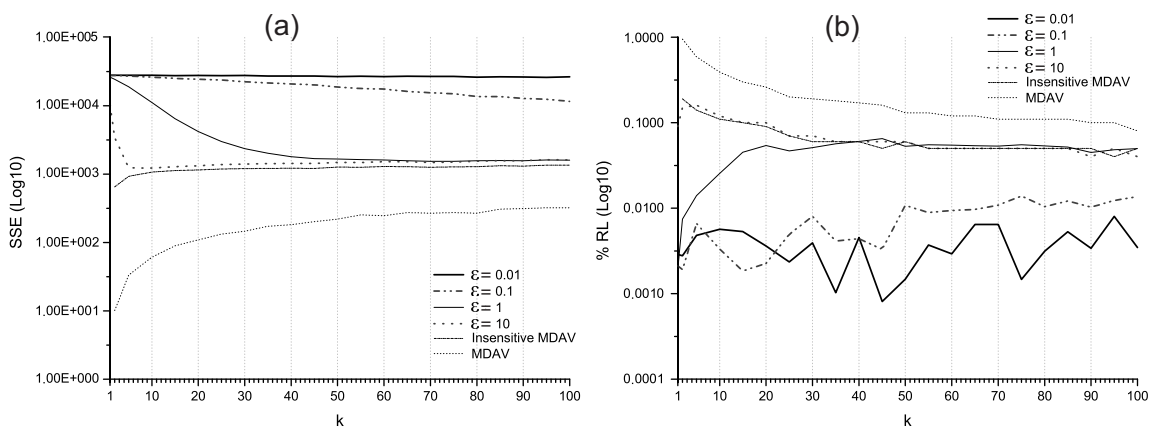 (a)
1,00E+005
1,00E+004
1,00E+003
1,00E+002
1,00E+001
1,00E+000
SSE (Log10)
ε= 0.01
ε= 0.1
ε= 1
ε= 10
Insensitive MDAV
MDAV
1 10 20 30 40 50 60 70 80 90 100
k
(b)
1,0000
0,1000
0,0100
0,0010
0,0001
% RL (Log10)
ε= 0.01
ε= 0.1
ε= 1
ε= 10
Insensitive MDAV
MDAV
1 10 20 30 40 50 60 70 80 90 100
k